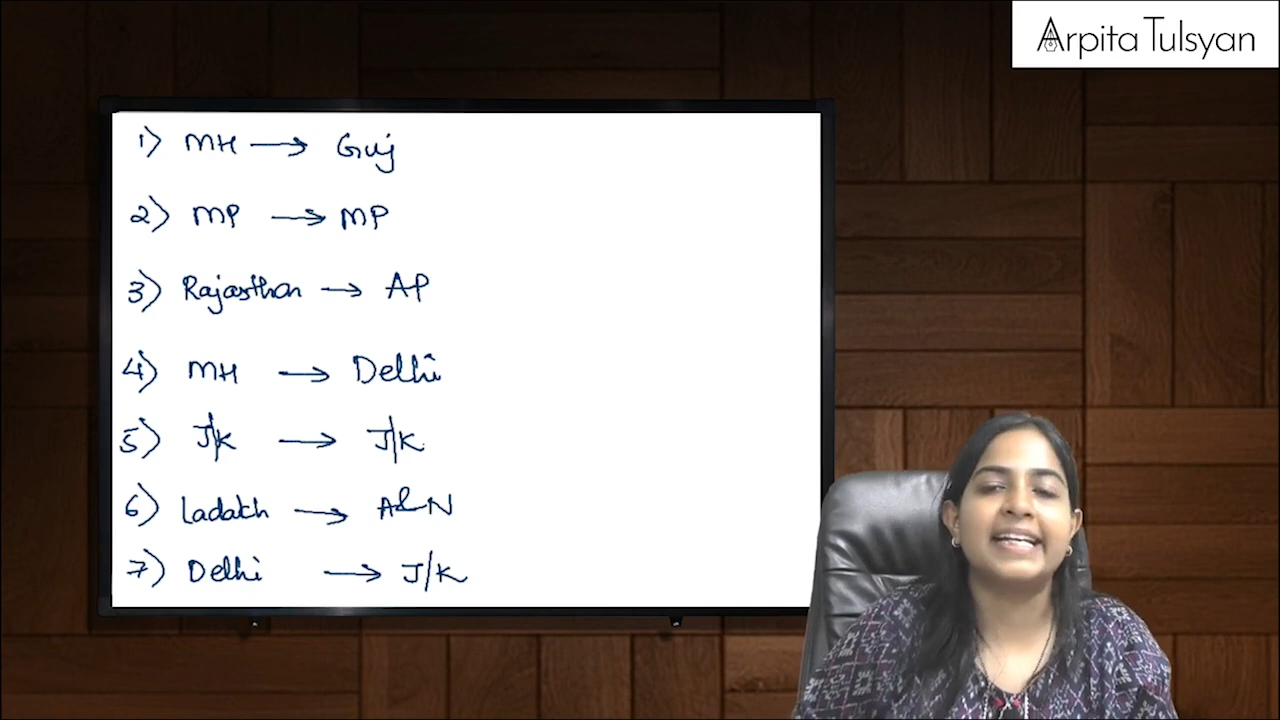 Arpita Tulsyan
1) MH → Guj
2) MP → MP
3) Rajasthan → AP
4) MH → Delhi
5) J/K → J/K
6) Ladakh → A&N
7) Delhi → J/K